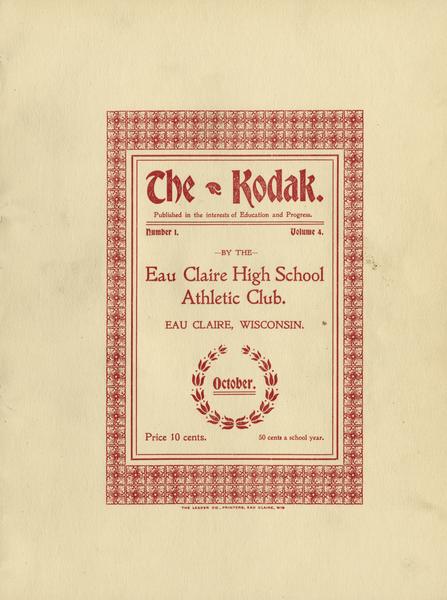 The Kodak.
Published in the interests of Education and Progress.
Number 1. Volume 4.
—BY THE—
Eau Claire High School
Athletic Club.
EAU CLAIRE, WISCONSIN.
October.
Price 10 cents. 50 cents a school year.
THE LEADER CO., PRINTERS, EAU CLAIRE, WIS